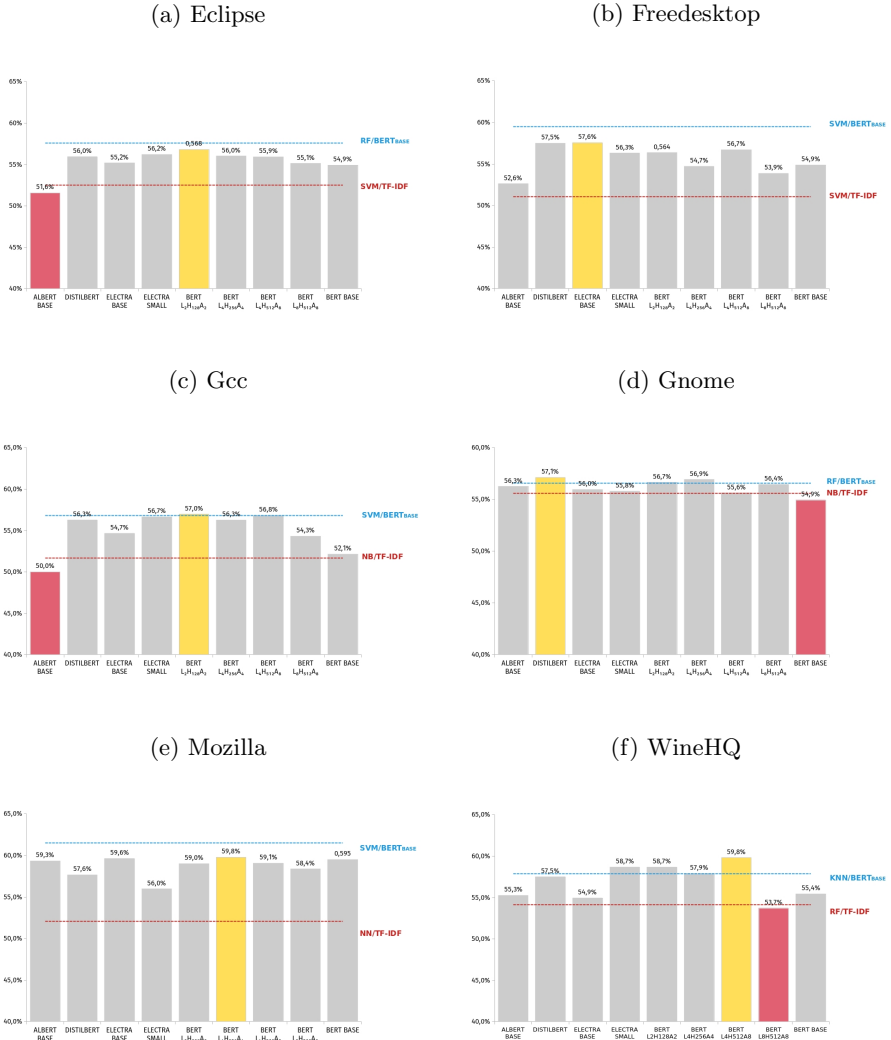 (a) Eclipse
65%
60%
55%
50%
45%
40%
51,6%
56,0%
55,2%
56,2%
0,568
56,0%
55,9%
55,1%
54,9%
RF/BERTBASE
SVM/TF-IDF
ALBERT BASE
DISTILBERT
ELECTRA BASE
ELECTRA SMALL
BERT L₂H₁₂₈A₂
BERT L₄H₂₅₆A₄
BERT L₄H₅₁₂A₈
BERT L₈H₅₁₂A₈
BERT BASE
(b) Freedesktop
65%
60%
55%
50%
45%
40%
52,6%
57,5%
57,6%
56,3%
0,564
54,7%
56,7%
53,9%
54,9%
SVM/BERTBASE
SVM/TF-IDF
ALBERT BASE
DISTILBERT
ELECTRA BASE
ELECTRA SMALL
BERT L₂H₁₂₈A₂
BERT L₄H₂₅₆A₄
BERT L₄H₅₁₂A₈
BERT L₈H₅₁₂A₈
BERT BASE
(c) Gcc
65,0%
60,0%
55,0%
50,0%
45,0%
40,0%
50,0%
56,3%
54,7%
56,7%
57,0%
56,3%
56,8%
54,3%
52,1%
SVM/BERTBASE
NB/TF-IDF
ALBERT BASE
DISTILBERT
ELECTRA BASE
ELECTRA SMALL
BERT L₂H₁₂₈A₂
BERT L₄H₂₅₆A₄
BERT L₄H₅₁₂A₈
BERT L₈H₅₁₂A₈
BERT BASE
(d) Gnome
60,0%
55,0%
50,0%
45,0%
40,0%
56,3%
57,1%
56,0%
55,8%
56,7%
56,9%
55,6%
56,4%
54,9%
RF/BERTBASE
NB/TF-IDF
ALBERT BASE
DISTILBERT
ELECTRA BASE
ELECTRA SMALL
BERT L₂H₁₂₈A₂
BERT L₄H₂₅₆A₄
BERT L₄H₅₁₂A₈
BERT L₈H₅₁₂A₈
BERT BASE
(e) Mozilla
65,0%
60,0%
55,0%
50,0%
45,0%
40,0%
59,3%
57,6%
59,6%
56,0%
59,0%
59,8%
59,1%
58,4%
0,595
SVM/BERTBASE
NN/TF-IDF
ALBERT BASE
DISTILBERT
ELECTRA BASE
ELECTRA SMALL
BERT
BERT
BERT
BERT
BERT BASE
(f) WineHQ
65,0%
60,0%
55,0%
50,0%
45,0%
40,0%
55,3%
57,5%
54,9%
58,7%
58,7%
57,9%
59,8%
53,7%
55,4%
KNN/BERTBASE
RF/TF-IDF
ALBERT BASE
DISTILBERT
ELECTRA BASE
ELECTRA SMALL
BERT L2H128A2
BERT L4H256A4
BERT L4H512A8
BERT L8H512A8
BERT BASE